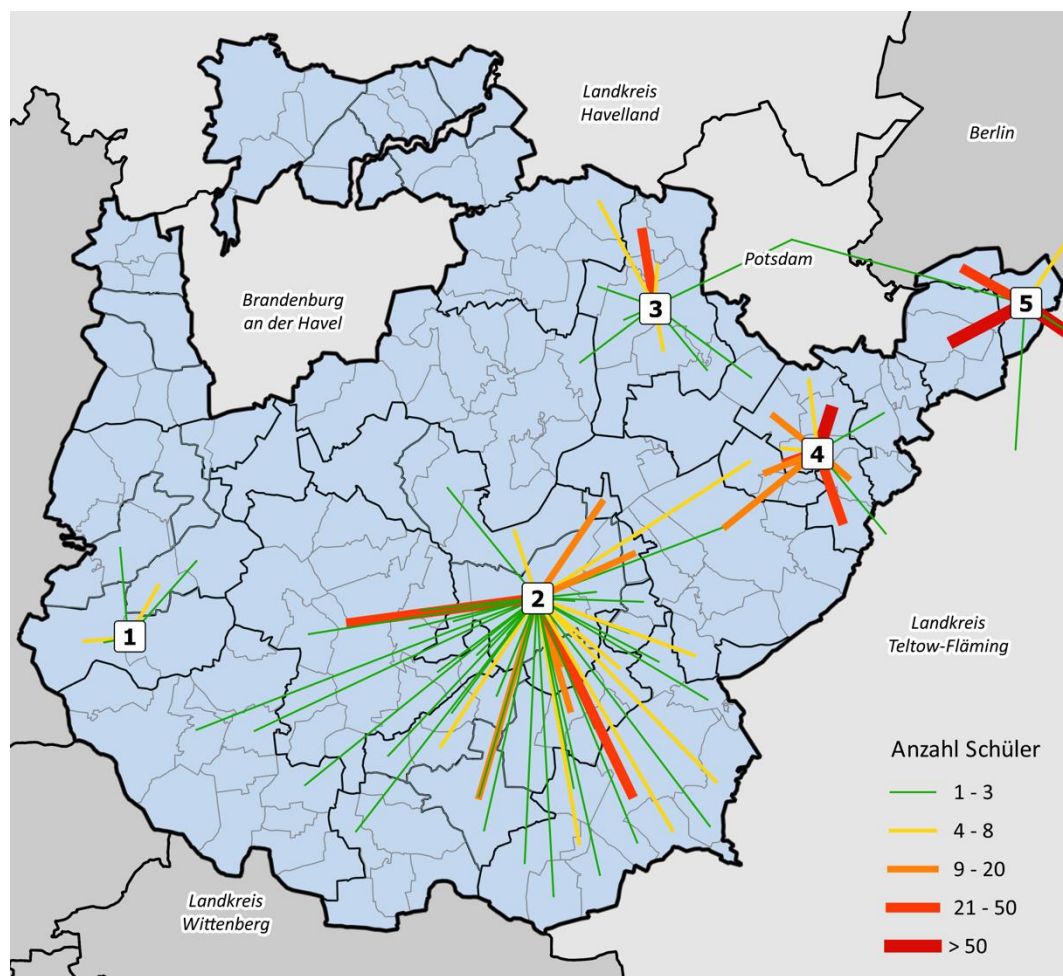 Landkreis
Havelland
Berlin
Potsdam
Brandenburg
an der Havel
3
5
4
2
1
Landkreis
Teltow-Fläming
Landkreis
Wittenberg
Anzahl Schüler
1 - 3
4 - 8
9 - 20
21 - 50
> 50